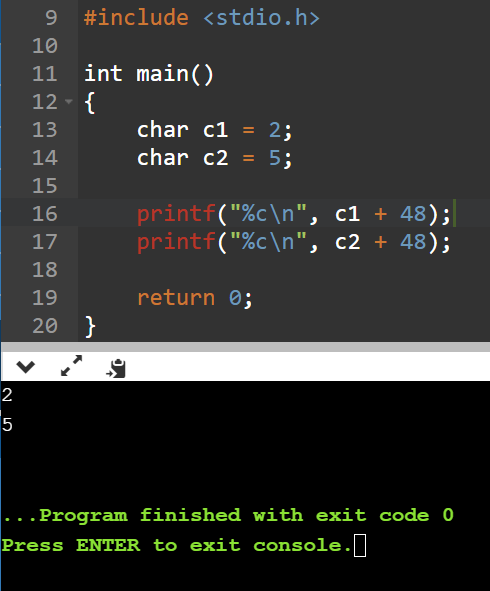 9 #include <stdio.h>
10
11 int main()
12 {
13     char c1 = 2;
14     char c2 = 5;
15
16     printf("%c\n", c1 + 48);
17     printf("%c\n", c2 + 48);
18
19     return 0;
20 }
2
5
...Program finished with exit code 0
Press ENTER to exit console.